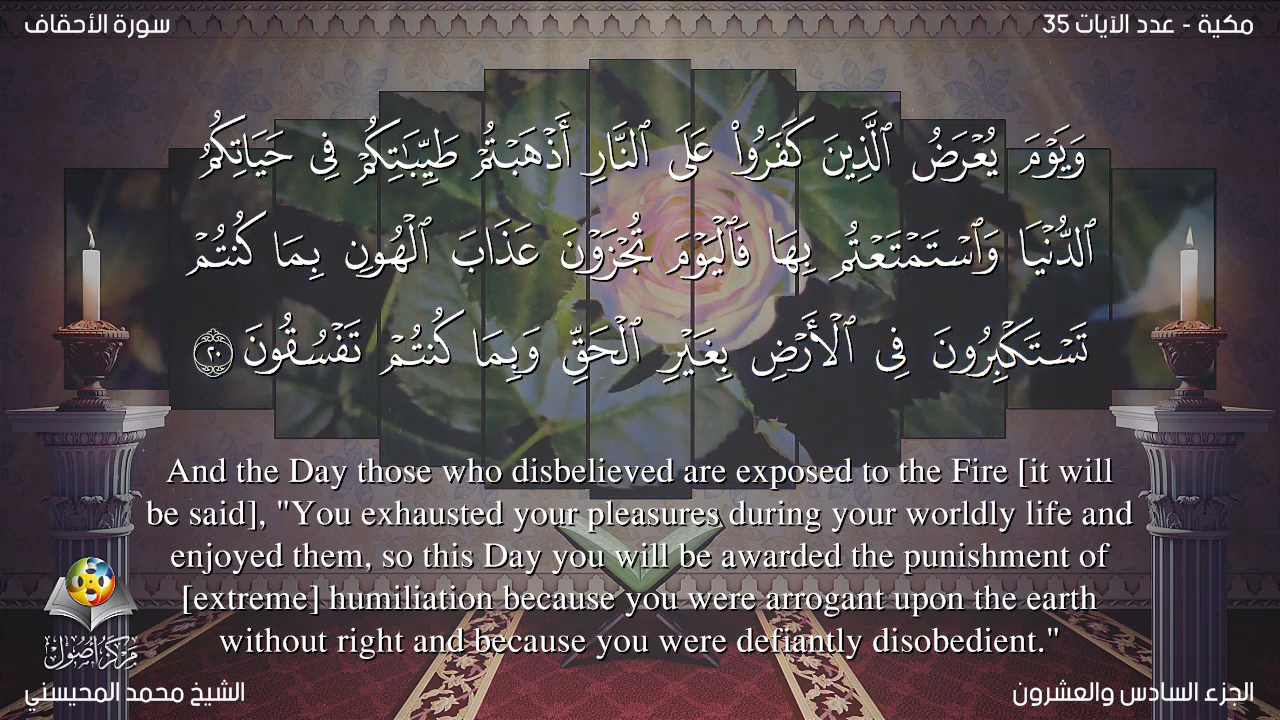 سورة الأحقاف
مكية - عدد الآيات 35
وَيَوْمَ يُعْرَضُ ٱلَّذِينَ كَفَرُوا۟ عَلَى ٱلنَّارِ أَذْهَبْتُمْ طَيِّبَـٰتِكُمْ فِى حَيَاتِكُمُ
ٱلدُّنْيَا وَٱسْتَمْتَعْتُم بِهَا فَٱلْيَوْمَ تُجْزَوْنَ عَذَابَ ٱلْهُونِ بِمَا كُنتُمْ
تَسْتَكْبِرُونَ فِى ٱلْأَرْضِ بِغَيْرِ ٱلْحَقِّ وَبِمَا كُنتُمْ تَفْسُقُونَ ٢٠
And the Day those who disbelieved are exposed to the Fire [it will
be said], "You exhausted your pleasures during your worldly life and
enjoyed them, so this Day you will be awarded the punishment of
[extreme] humiliation because you were arrogant upon the earth
without right and because you were defiantly disobedient."
مركز أصول
الشيخ محمد المحيسني
الجزء السادس والعشرون